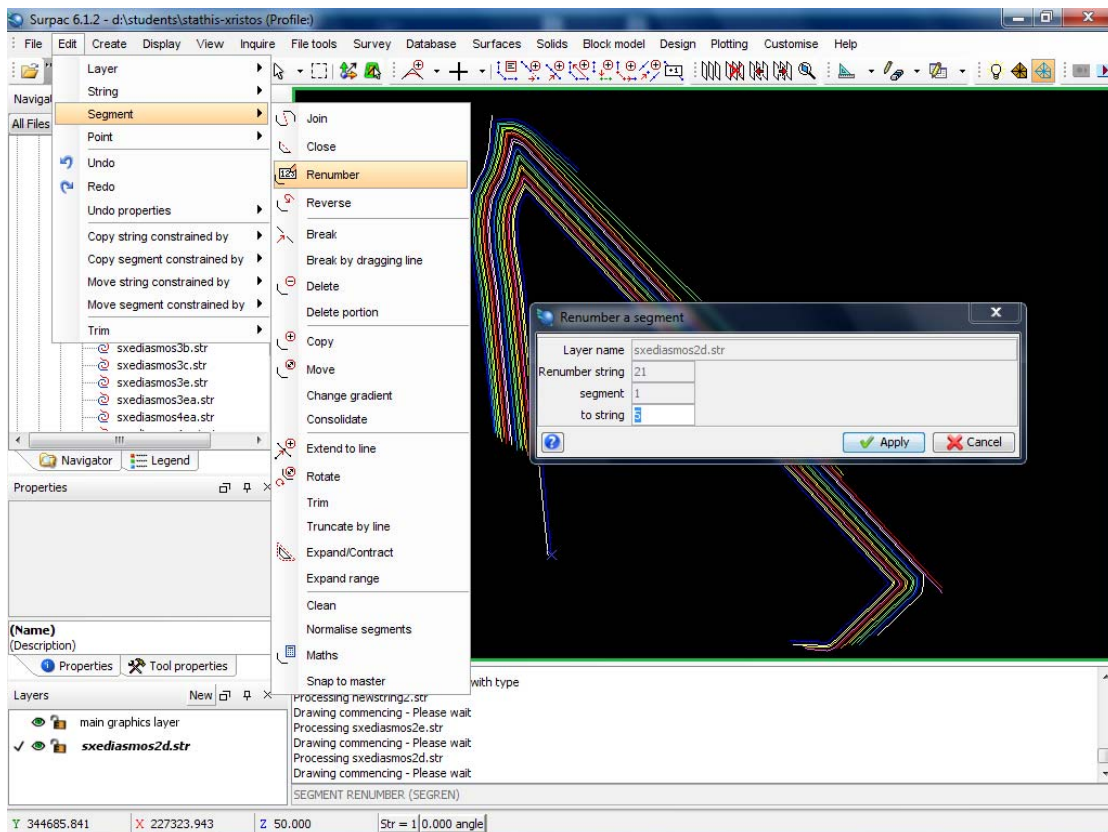 Surpac 6.1.2 - d:\students\stathis-xristos (Profile:)
File Edit Create Display View Inquire File tools Survey Database Surfaces Solids Block model Design Plotting Customise Help
Layer
String
Segment
Point
Undo
Redo
Undo properties
Copy string constrained by
Copy segment constrained by
Move string constrained by
Move segment constrained by
Trim
Join
Close
Renumber
Reverse
Break
Break by dragging line
Delete
Delete portion
Copy
Move
Change gradient
Consolidate
Extend to line
Rotate
Trim
Truncate by line
Expand/Contract
Expand range
Clean
Normalise segments
Maths
Snap to master
Navigat
All Files
sxediasmos3b.str
sxediasmos3c.str
sxediasmos3e.str
sxediasmos3ea.str
sxediasmos4ea.str
Navigator Legend
Properties
(Name)
(Description)
Properties Tool properties
Layers New
main graphics layer
sxediasmos2d.str
Renumber a segment
Layer name sxediasmos2d.str
Renumber string 21
segment 1
to string 5
Apply Cancel
with type
Processing newstring2.str
Drawing commencing - Please wait
Processing sxediasmos2e.str
Drawing commencing - Please wait
Processing sxediasmos2d.str
Drawing commencing - Please wait
SEGMENT RENUMBER (SEGREN)
Y 344685.841 X 227323.943 Z 50.000 Str = 1 0.000 angle